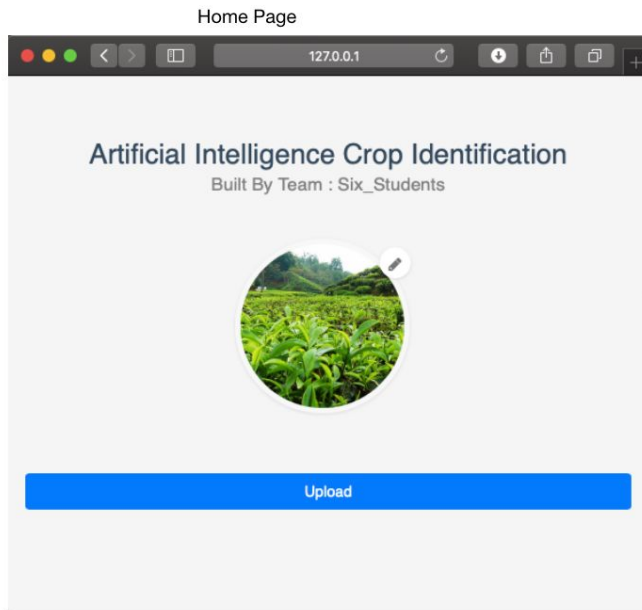 Home Page
127.0.0.1
Artificial Intelligence Crop Identification
Built By Team : Six_Students
Upload